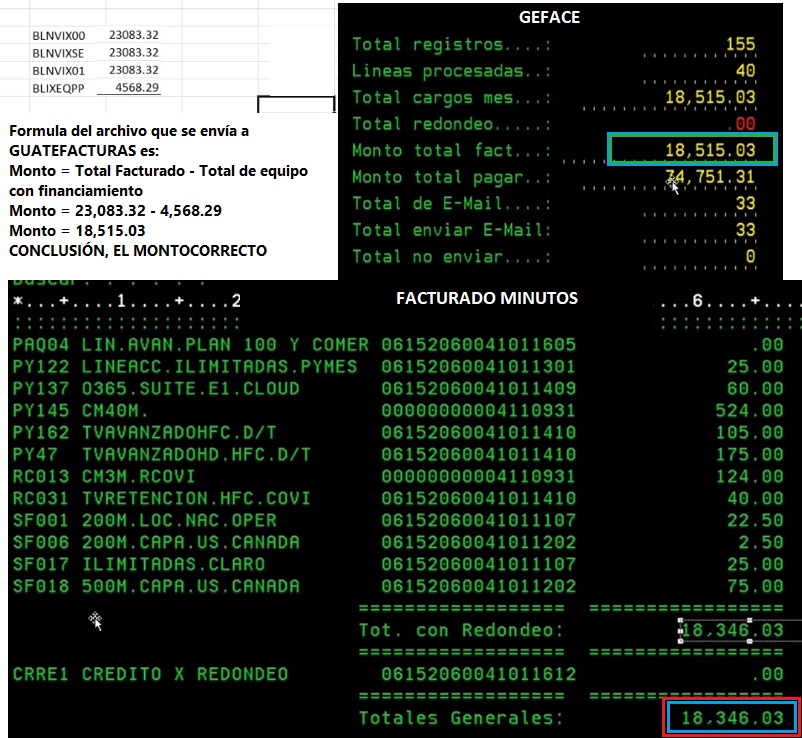 BLNVIX00 23083.32
BLNVIXSE 23083.32
BLNVIX01 23083.32
BLIXEQPP 4568.29
Formula del archivo que se envía a
GUATEFACTURAS es:
Monto = Total Facturado - Total de equipo
con financiamiento
Monto = 23,083.32 - 4,568.29
Monto = 18,515.03
CONCLUSIÓN, EL MONTOCORRECTO
GEFACE
Total registros....: 155
Lineas procesadas..: 40
Total cargos mes...: 18,515.03
Total redondeo.....: .00
Monto total fact...: 18,515.03
Monto total pagar..: 74,751.31
Total de E-Mail....: 33
Total enviar E-Mail: 33
Total no enviar....: 0
FACTURADO MINUTOS
*...+....1....+....2 ...6....+....
PAQ04 LIN.AVAN.PLAN 100 Y COMER 06152060041011605 .00
PY122 LINEACC.ILIMITADAS.PYMES 06152060041011301 25.00
PY137 O365.SUITE.E1.CLOUD 06152060041011409 60.00
PY145 CM40M. 00000000004110931 524.00
PY162 TVAVANZADOHFC.D/T 06152060041011410 105.00
PY47 TVAVANZADOHD.HFC.D/T 06152060041011410 175.00
RC013 CM3M.RCOVI 00000000004110931 124.00
RC031 TVRETENCION.HFC.COVI 06152060041011410 40.00
SF001 200M.LOC.NAC.OPER 06152060041011107 22.50
SF006 200M.CAPA.US.CANADA 06152060041011202 2.50
SF017 ILIMITADAS.CLARO 06152060041011107 25.00
SF018 500M.CAPA.US.CANADA 06152060041011202 75.00
================== =================
Tot. con Redondeo: 18,346.03
================== =================
CRRE1 CREDITO X REDONDEO 06152060041011612 .00
================== =================
Totales Generales: 18,346.03